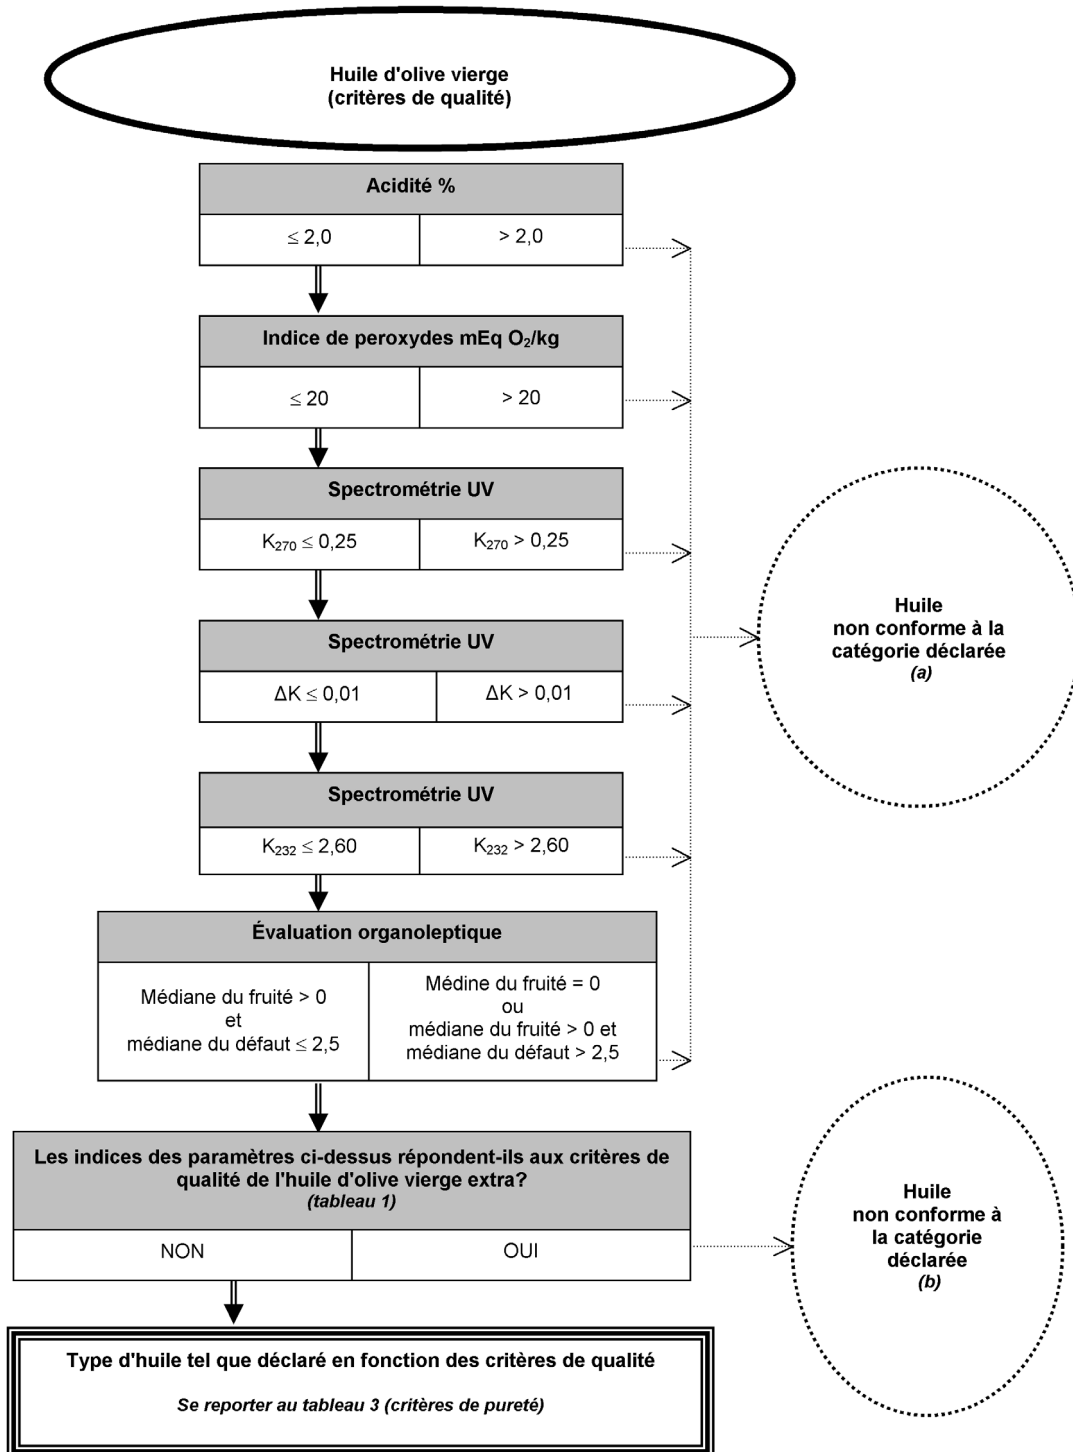 Huile d'olive vierge
(critères de qualité)
Acidité %
≤ 2,0
> 2,0
Indice de peroxydes mEq O₂/kg
≤ 20
> 20
Spectrométrie UV
K₂₇₀ ≤ 0,25
K₂₇₀ > 0,25
Spectrométrie UV
ΔK ≤ 0,01
ΔK > 0,01
Spectrométrie UV
K₂₃₂ ≤ 2,60
K₂₃₂ > 2,60
Huile
non conforme à la
catégorie déclarée
(a)
Évaluation organoleptique
Médiane du fruité > 0
et
médiane du défaut ≤ 2,5
Médine du fruité = 0
ou
médiane du fruité > 0 et
médiane du défaut > 2,5
Les indices des paramètres ci-dessus répondent-ils aux critères de
qualité de l'huile d'olive vierge extra?
(tableau 1)
NON
OUI
Huile
non conforme à
la catégorie
déclarée
(b)
Type d'huile tel que déclaré en fonction des critères de qualité
Se reporter au tableau 3 (critères de pureté)